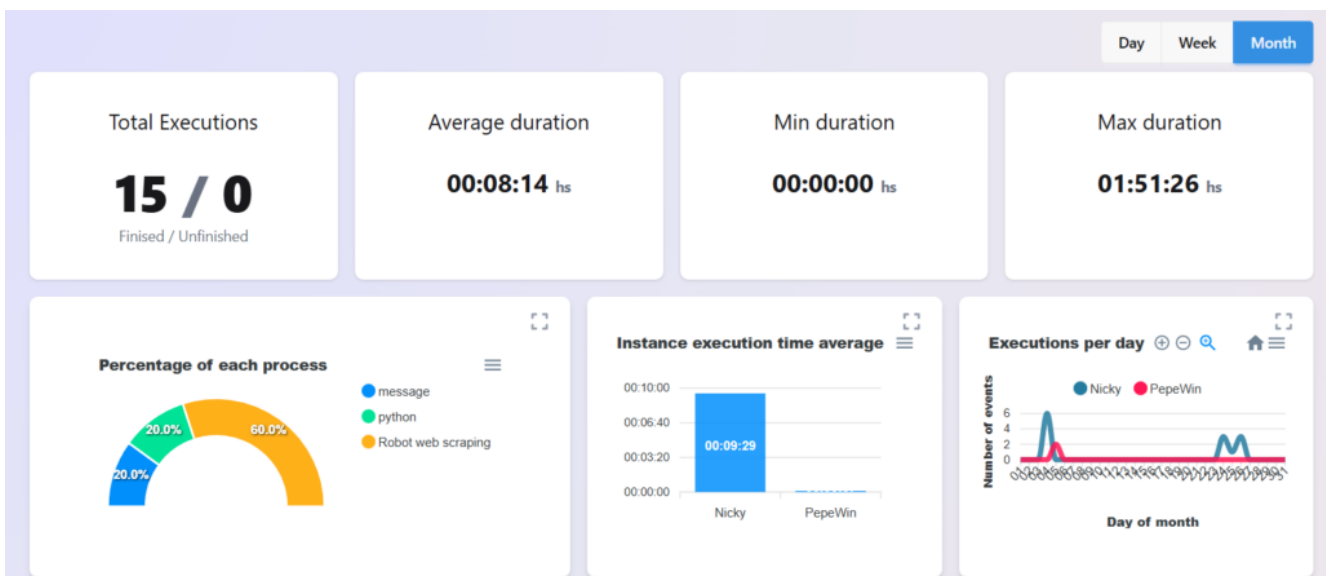 Day Week Month
Total Executions
15 / 0
Finised / Unfinished
Average duration
00:08:14 hs
Min duration
00:00:00 hs
Max duration
01:51:26 hs
Percentage of each process
message
python
Robot web scraping
20.0%
20.0%
60.0%
Instance execution time average
00:10:00
00:06:40
00:03:20
00:00:00
00:09:29
Nicky PepeWin
Executions per day
Nicky PepeWin
Number of events
6
4
2
0
Day of month